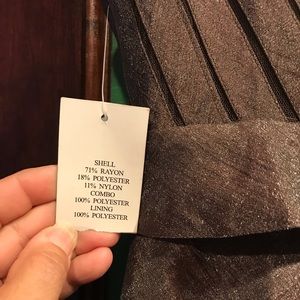 SHELL
71% RAYON
18% POLYESTER
11% NYLON
COMBO
100% POLYESTER
LINING
100% POLYESTER